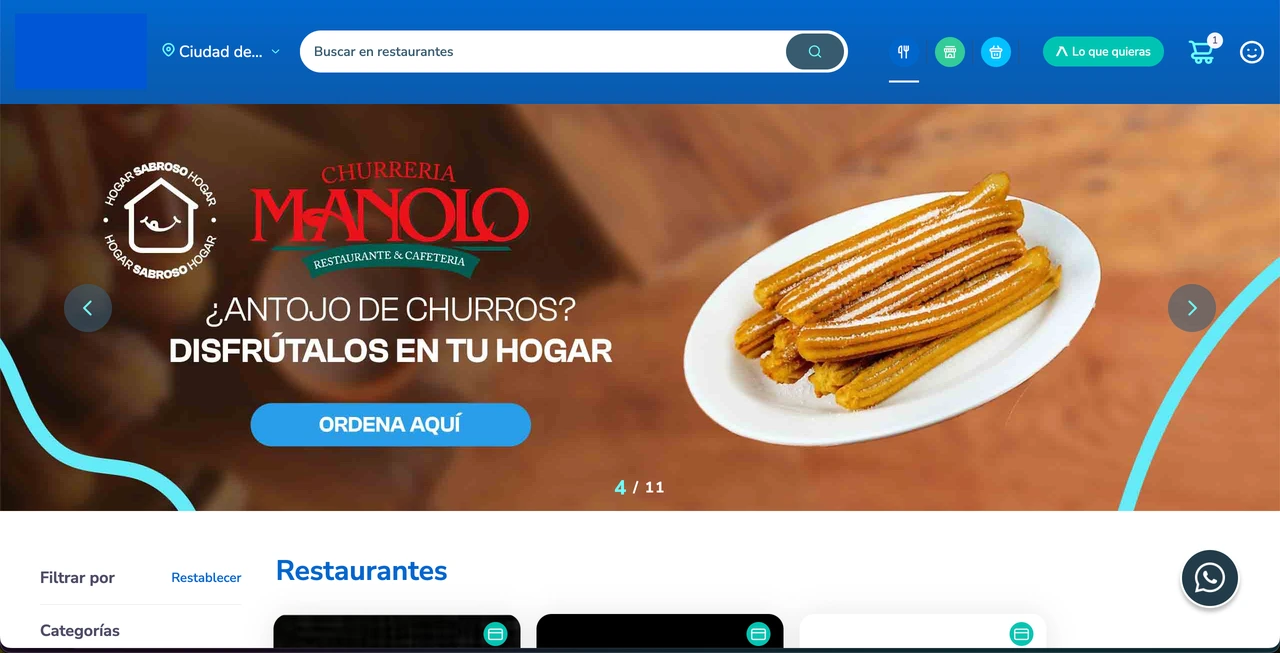 Ciudad de...
Buscar en restaurantes
Lo que quieras
1
HOGAR SABROSO HOGAR
HOGAR SABROSO HOGAR
CHURRERIA
MANOLO
RESTAURANTE & CAFETERIA
¿ANTOJO DE CHURROS?
DISFRÚTALOS EN TU HOGAR
ORDENA AQUÍ
4 / 11
Filtrar por
Restablecer
Restaurantes
Categorías